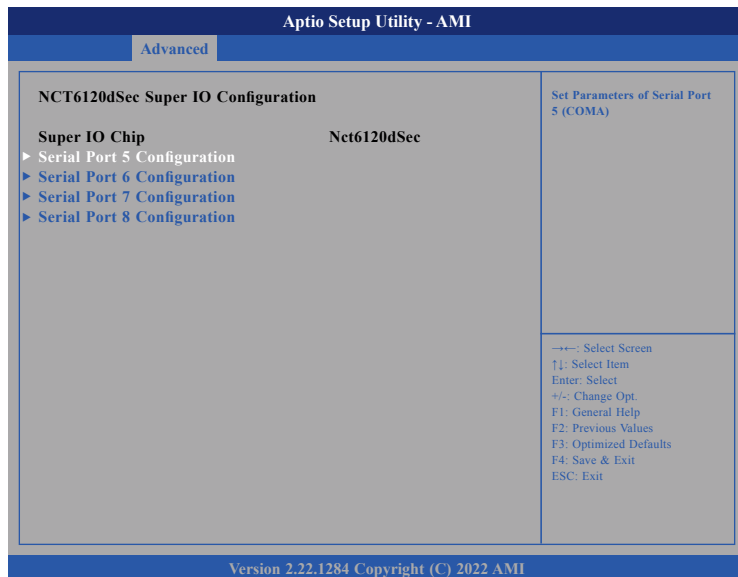 Aptio Setup Utility - AMI
Advanced
NCT6120dSec Super IO Configuration
Super IO Chip Nct6120dSec
▶ Serial Port 5 Configuration
▶ Serial Port 6 Configuration
▶ Serial Port 7 Configuration
▶ Serial Port 8 Configuration
Set Parameters of Serial Port
5 (COMA)
→←: Select Screen
↑↓: Select Item
Enter: Select
+/-: Change Opt.
F1: General Help
F2: Previous Values
F3: Optimized Defaults
F4: Save & Exit
ESC: Exit
Version 2.22.1284 Copyright (C) 2022 AMI